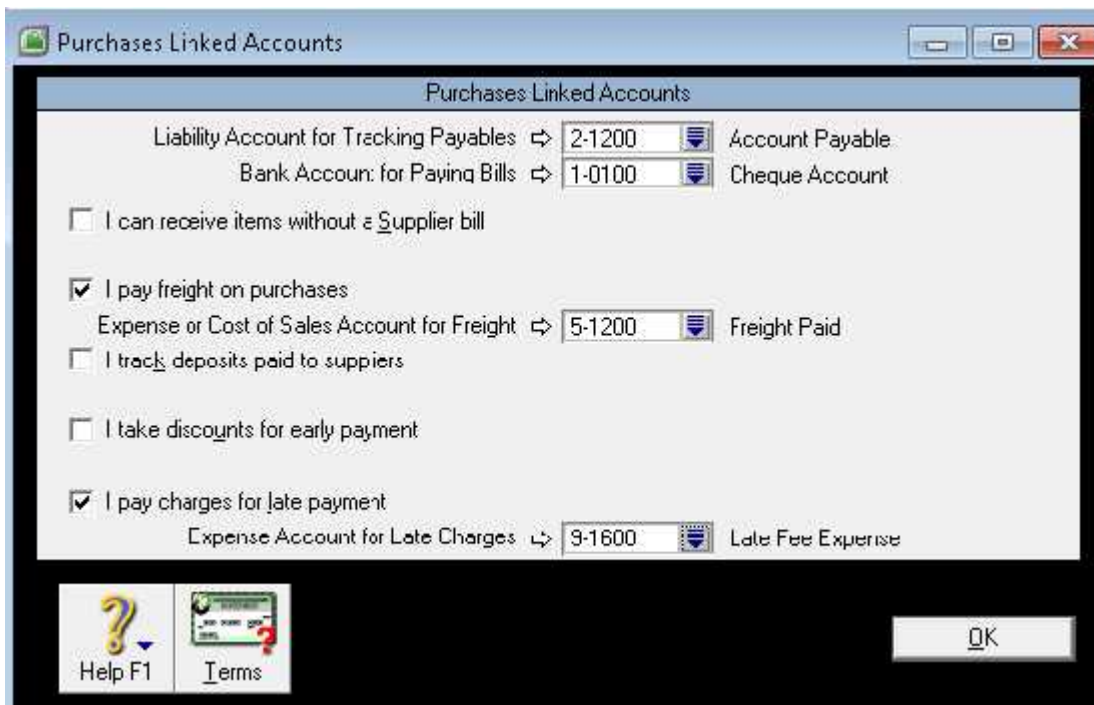 Purchases Linked Accounts
Purchases Linked Accounts
Liability Account for Tracking Payables ⇨ 2-1200 Account Payable
Bank Account for Paying Bills ⇨ 1-0100 Cheque Account
I can receive items without a Supplier bill
I pay freight on purchases
Expense or Cost of Sales Account for Freight ⇨ 5-1200 Freight Paid
I track deposits paid to suppiers
I take discounts for early payment
I pay charges for late payment
Expense Account for Late Charges ⇨ 9-1600 Late Fee Expense
Help F1 Terms OK